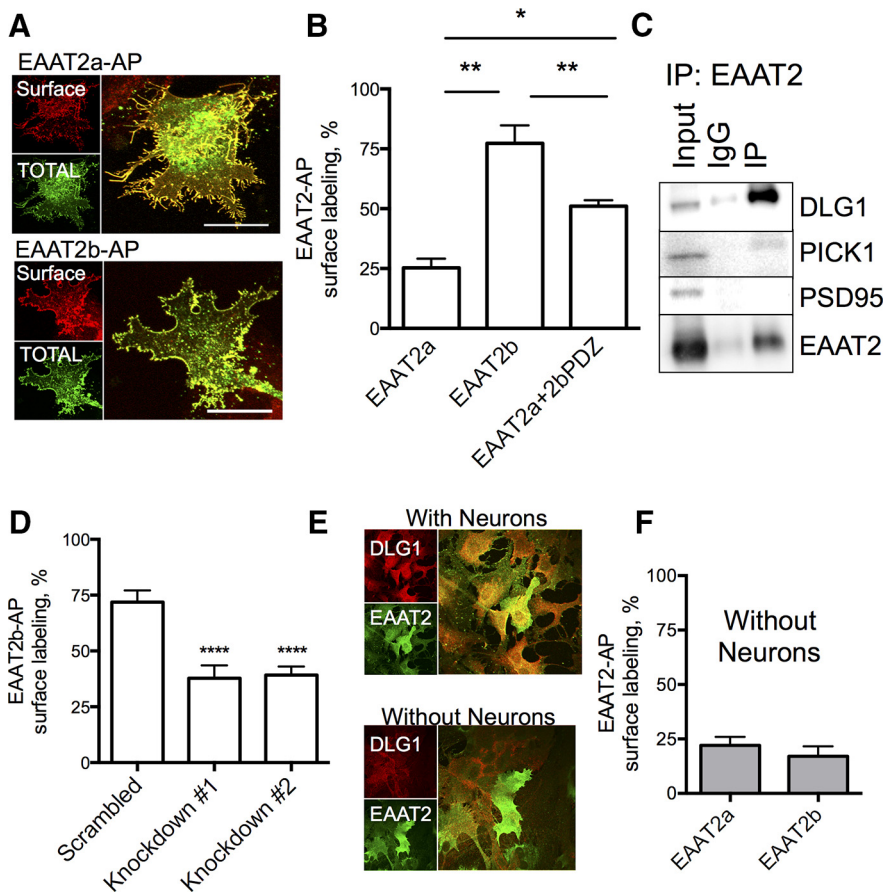 A
EAAT2a-AP
Surface
TOTAL
EAAT2b-AP
Surface
TOTAL
B
*
** **
EAAT2-AP
surface labeling, %
100
75
50
25
0
EAAT2a
EAAT2b
EAAT2a+2bPDZ
C
IP: EAAT2
Input
IgG
IP
DLG1
PICK1
PSD95
EAAT2
D
EAAT2b-AP
surface labeling, %
100
75
50
25
0
**** ****
Scrambled
Knockdown #1
Knockdown #2
E
With Neurons
DLG1
EAAT2
Without Neurons
DLG1
EAAT2
F
EAAT2-AP
surface labeling, %
100
75
50
25
0
Without
Neurons
EAAT2a
EAAT2b